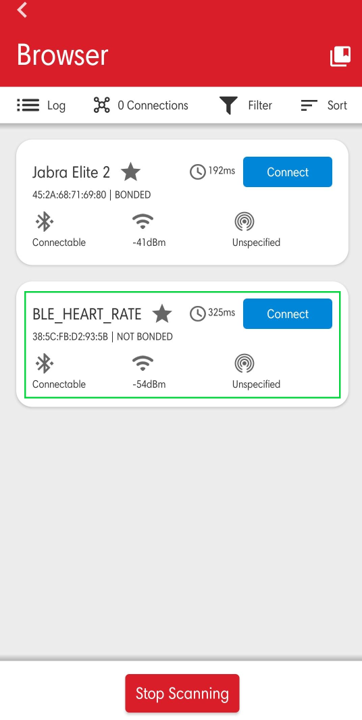 Browser
Log 0 Connections Filter Sort
Jabra Elite 2 192ms Connect
45:2A:68:71:69:80 | BONDED
Connectable -41dBm Unspecified
BLE_HEART_RATE 325ms Connect
38:5C:FB:D2:93:5B | NOT BONDED
Connectable -54dBm Unspecified
Stop Scanning